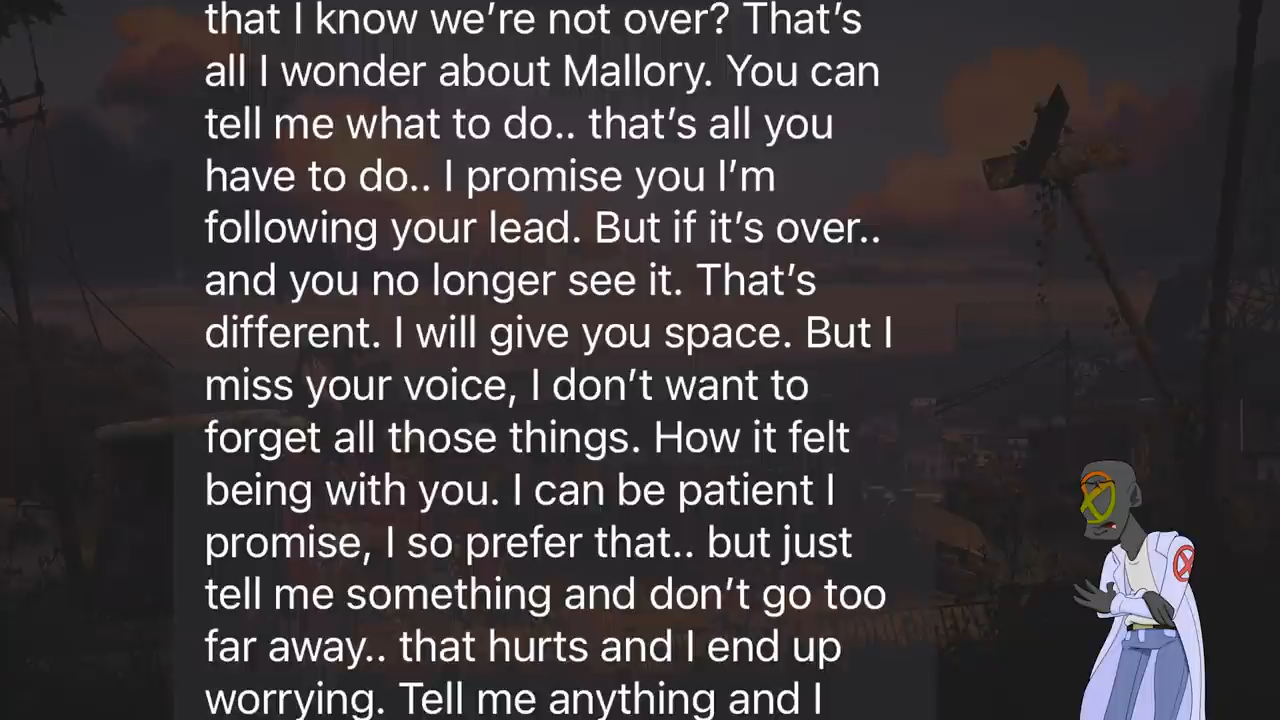 that I know we’re not over? That’s
all I wonder about Mallory. You can
tell me what to do.. that’s all you
have to do.. I promise you I’m
following your lead. But if it’s over..
and you no longer see it. That’s
different. I will give you space. But I
miss your voice, I don’t want to
forget all those things. How it felt
being with you. I can be patient I
promise, I so prefer that.. but just
tell me something and don’t go too
far away.. that hurts and I end up
worrying. Tell me anything and I